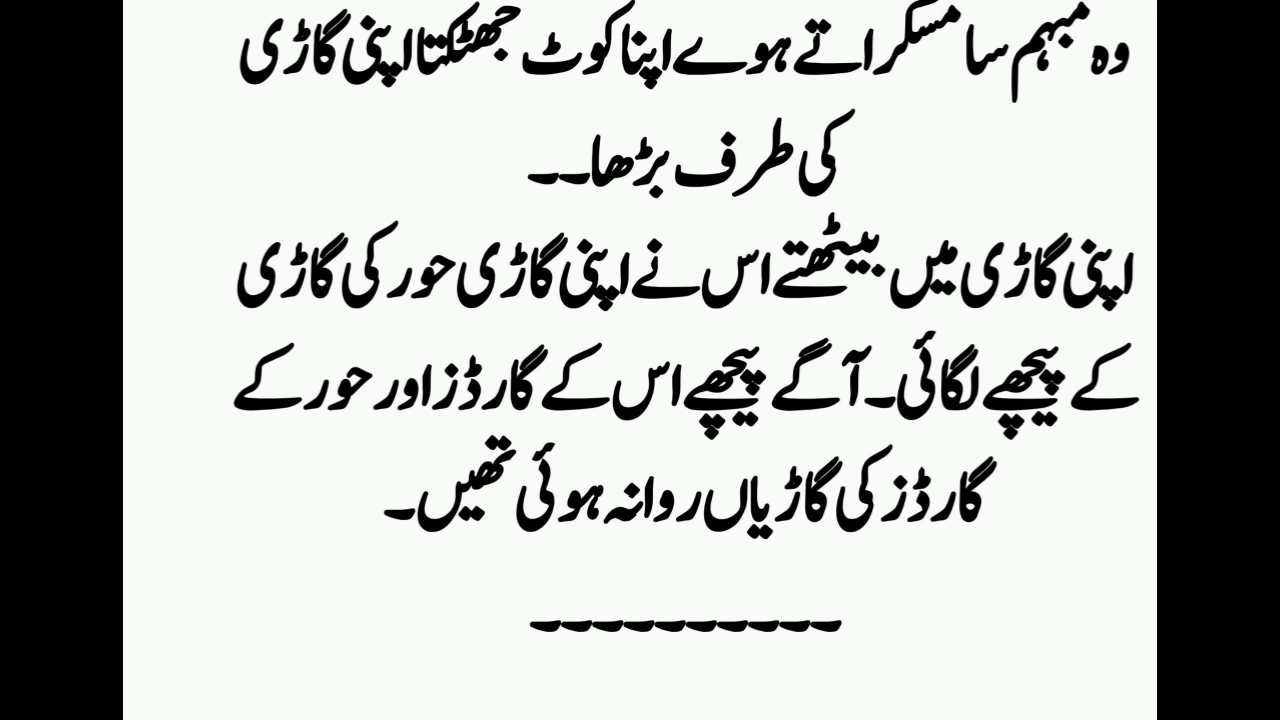 وہ مبہم سا مسکراتے ہوے اپنا کوٹ جھٹکتا اپنی گاڑی
کی طرف بڑھا۔۔
اپنی گاڑی میں بیٹھتے اس نے اپنی گاڑی حور کی گاڑی
کے پیچھے لگائی۔ آگے پیچھے اس کے گارڈز اور حور کے
گارڈز کی گاڑیاں روانہ ہوئی تھیں۔
۔۔۔۔۔۔۔۔۔۔